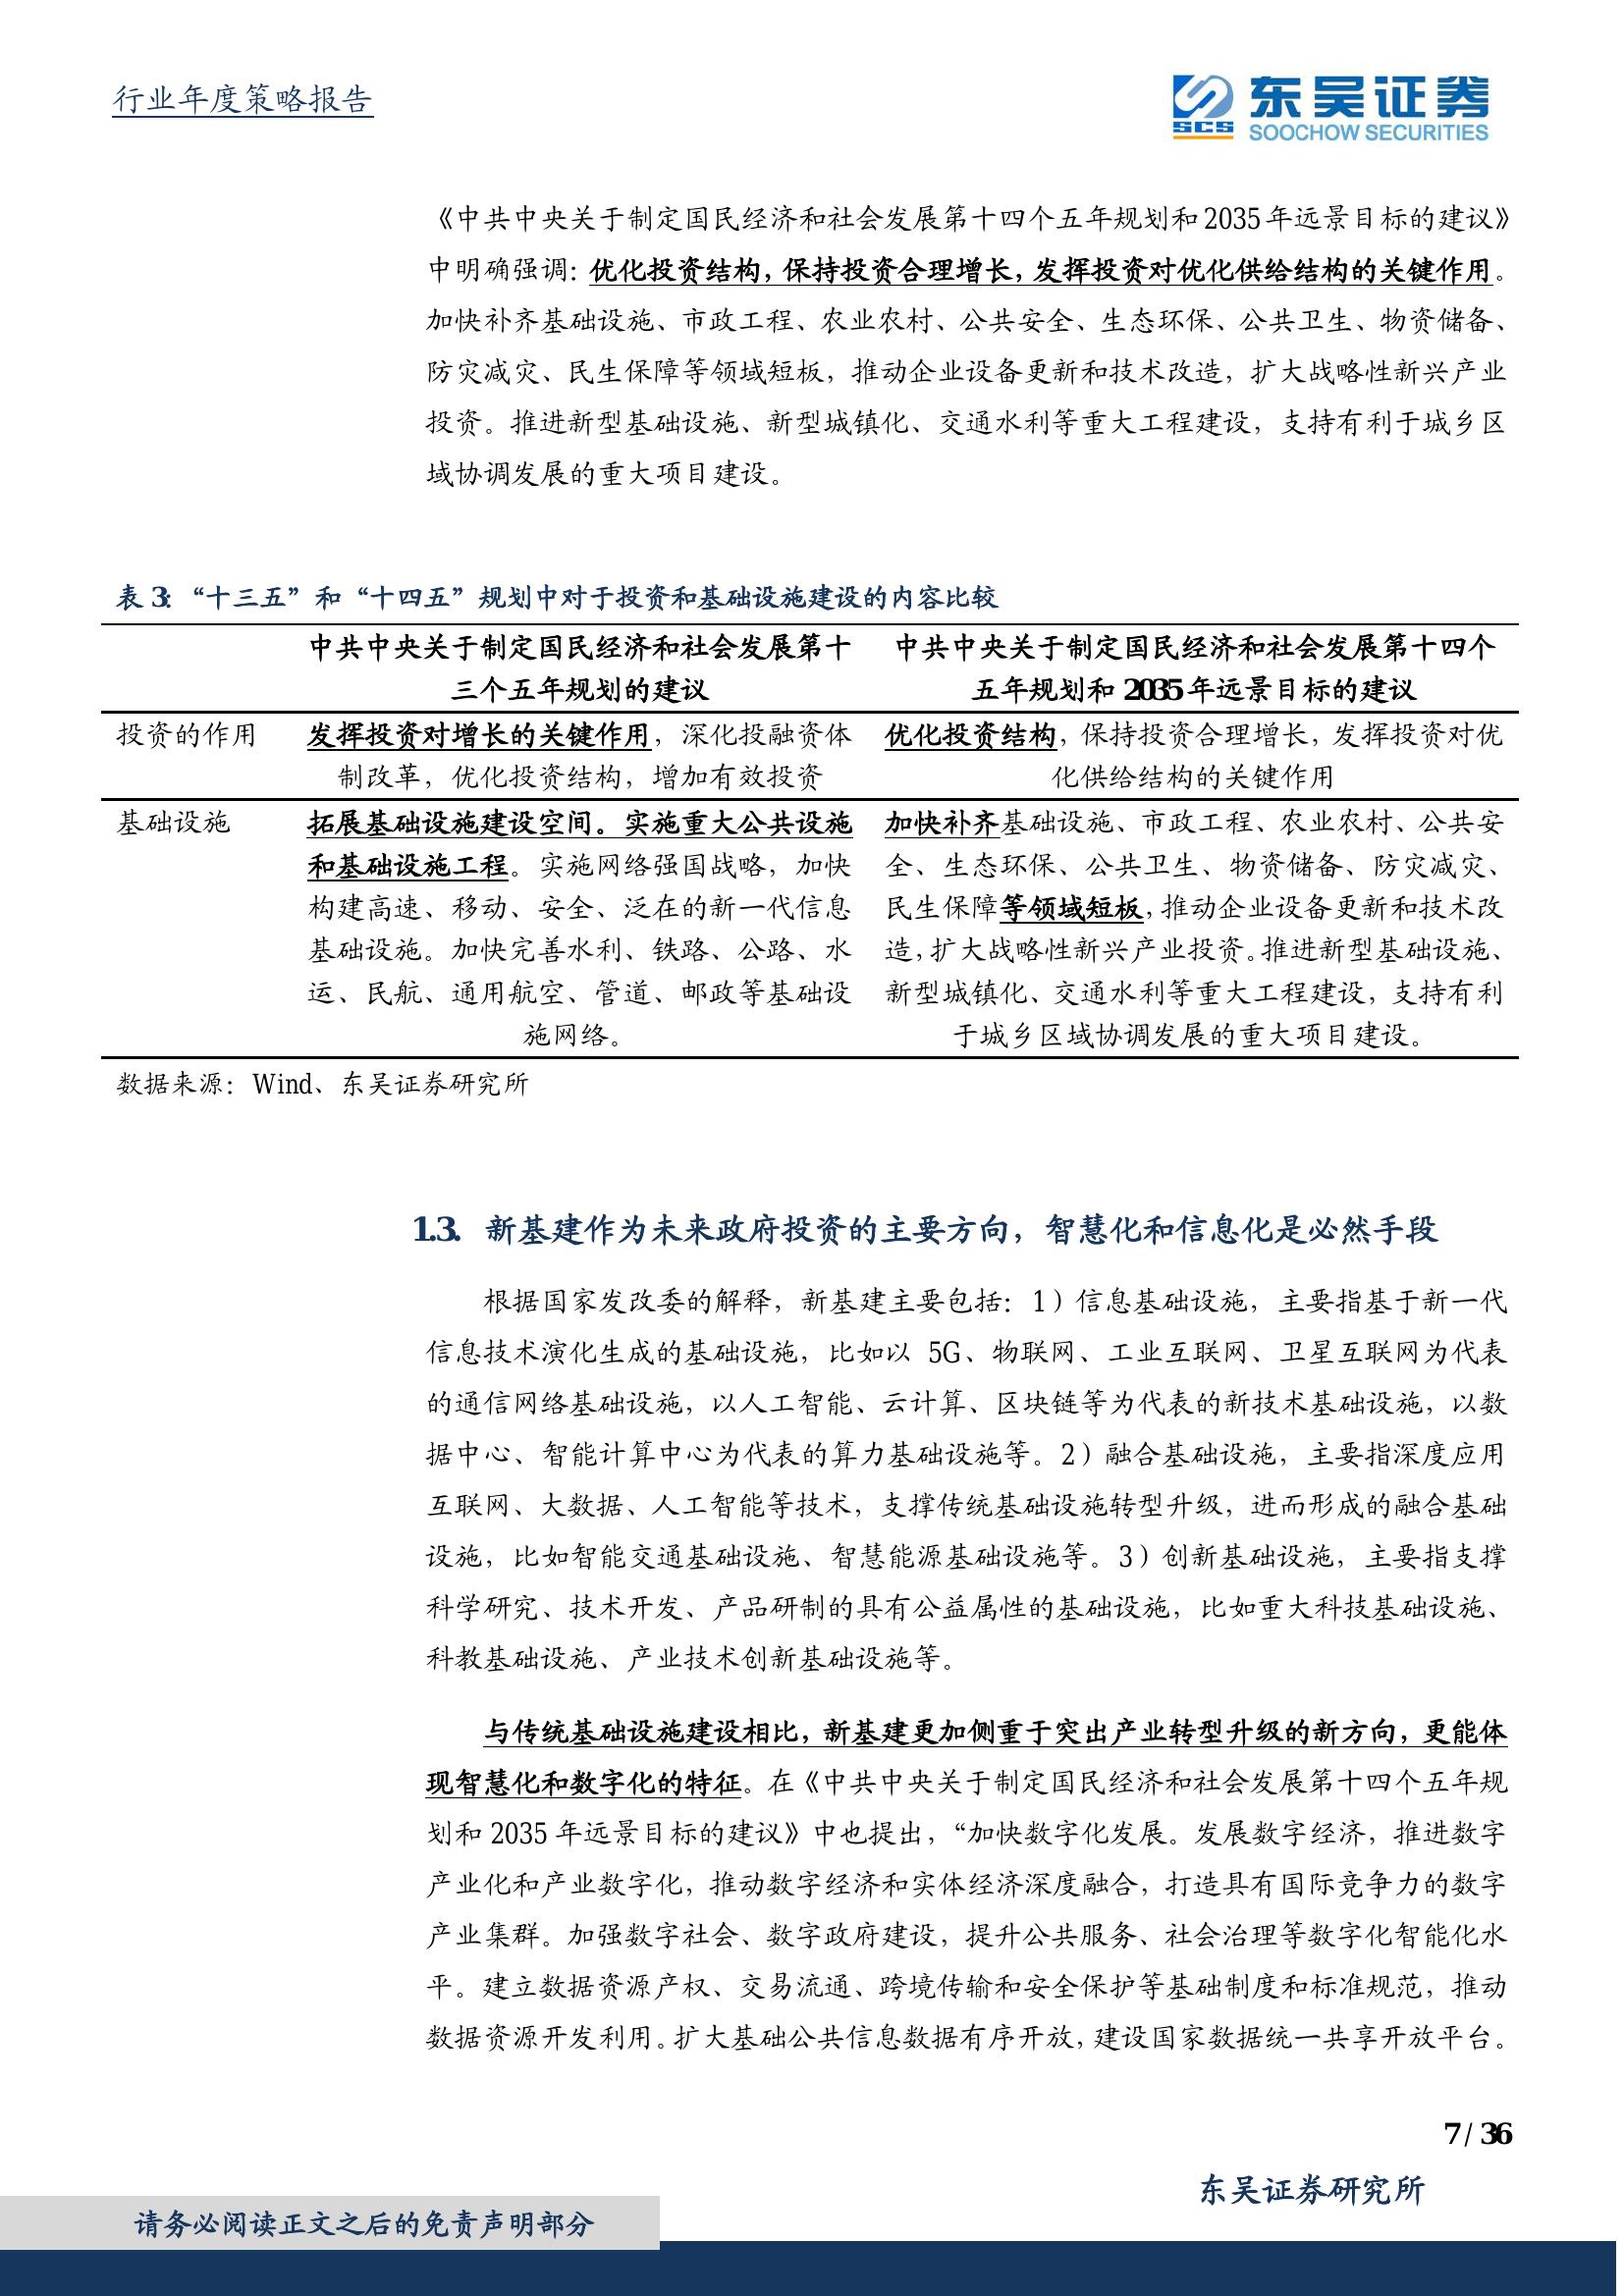 行业年度策略报告
SCS
东吴证券
SOOCHOW SECURITIES
《中共中央关于制定国民经济和社会发展第十四个五年规划和2035年远景目标的建议》
中明确强调：优化投资结构，保持投资合理增长，发挥投资对优化供给结构的关键作用。
加快补齐基础设施、市政工程、农业农村、公共安全、生态环保、公共卫生、物资储备、
防灾减灾、民生保障等领域短板，推动企业设备更新和技术改造，扩大战略性新兴产业
投资。推进新型基础设施、新型城镇化、交通水利等重大工程建设，支持有利于城乡区
域协调发展的重大项目建设。
表 3：“十三五”和“十四五”规划中对于投资和基础设施建设的内容比较
中共中央关于制定国民经济和社会发展第十
三个五年规划的建议
中共中央关于制定国民经济和社会发展第十四个
五年规划和 2035 年远景目标的建议
投资的作用
发挥投资对增长的关键作用，深化投融资体
制改革，优化投资结构，增加有效投资
优化投资结构，保持投资合理增长，发挥投资对优
化供给结构的关键作用
基础设施
拓展基础设施建设空间。实施重大公共设施
和基础设施工程。实施网络强国战略，加快
构建高速、移动、安全、泛在的新一代信息
基础设施。加快完善水利、铁路、公路、水
运、民航、通用航空、管道、邮政等基础设
施网络。
加快补齐基础设施、市政工程、农业农村、公共安
全、生态环保、公共卫生、物资储备、防灾减灾、
民生保障等领域短板，推动企业设备更新和技术改
造，扩大战略性新兴产业投资。推进新型基础设施、
新型城镇化、交通水利等重大工程建设，支持有利
于城乡区域协调发展的重大项目建设。
数据来源：Wind、东吴证券研究所
1.3. 新基建作为未来政府投资的主要方向，智慧化和信息化是必然手段
根据国家发改委的解释，新基建主要包括：1）信息基础设施，主要指基于新一代
信息技术演化生成的基础设施，比如以 5G、物联网、工业互联网、卫星互联网为代表
的通信网络基础设施，以人工智能、云计算、区块链等为代表的新技术基础设施，以数
据中心、智能计算中心为代表的算力基础设施等。2）融合基础设施，主要指深度应用
互联网、大数据、人工智能等技术，支撑传统基础设施转型升级，进而形成的融合基础
设施，比如智能交通基础设施、智慧能源基础设施等。3）创新基础设施，主要指支撑
科学研究、技术开发、产品研制的具有公益属性的基础设施，比如重大科技基础设施、
科教基础设施、产业技术创新基础设施等。
与传统基础设施建设相比，新基建更加侧重于突出产业转型升级的新方向，更能体
现智慧化和数字化的特征。在《中共中央关于制定国民经济和社会发展第十四个五年规
划和 2035 年远景目标的建议》中也提出，“加快数字化发展。发展数字经济，推进数字
产业化和产业数字化，推动数字经济和实体经济深度融合，打造具有国际竞争力的数字
产业集群。加强数字社会、数字政府建设，提升公共服务、社会治理等数字化智能化水
平。建立数据资源产权、交易流通、跨境传输和安全保护等基础制度和标准规范，推动
数据资源开发利用。扩大基础公共信息数据有序开放，建设国家数据统一共享开放平台。
7 / 36
东吴证券研究所
请务必阅读正文之后的免责声明部分